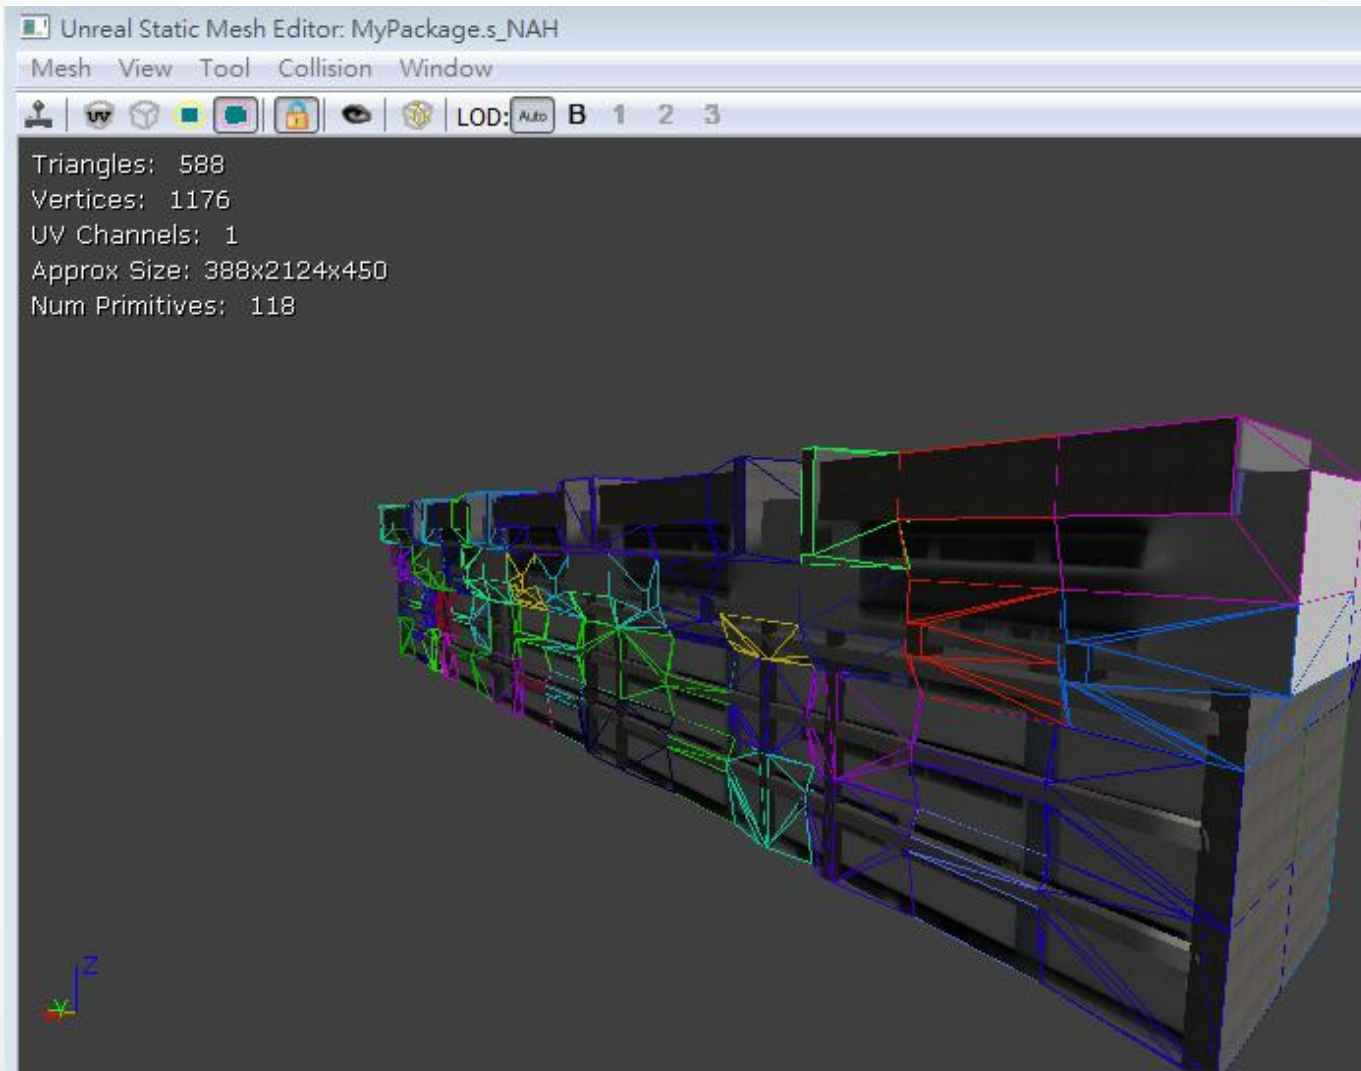 Unreal Static Mesh Editor: MyPackage.s_NAH
Mesh View Tool Collision Window
UV LOD: Auto B 1 2 3
Triangles: 588
Vertices: 1176
UV Channels: 1
Approx Size: 388x2124x450
Num Primitives: 118
Z
Y